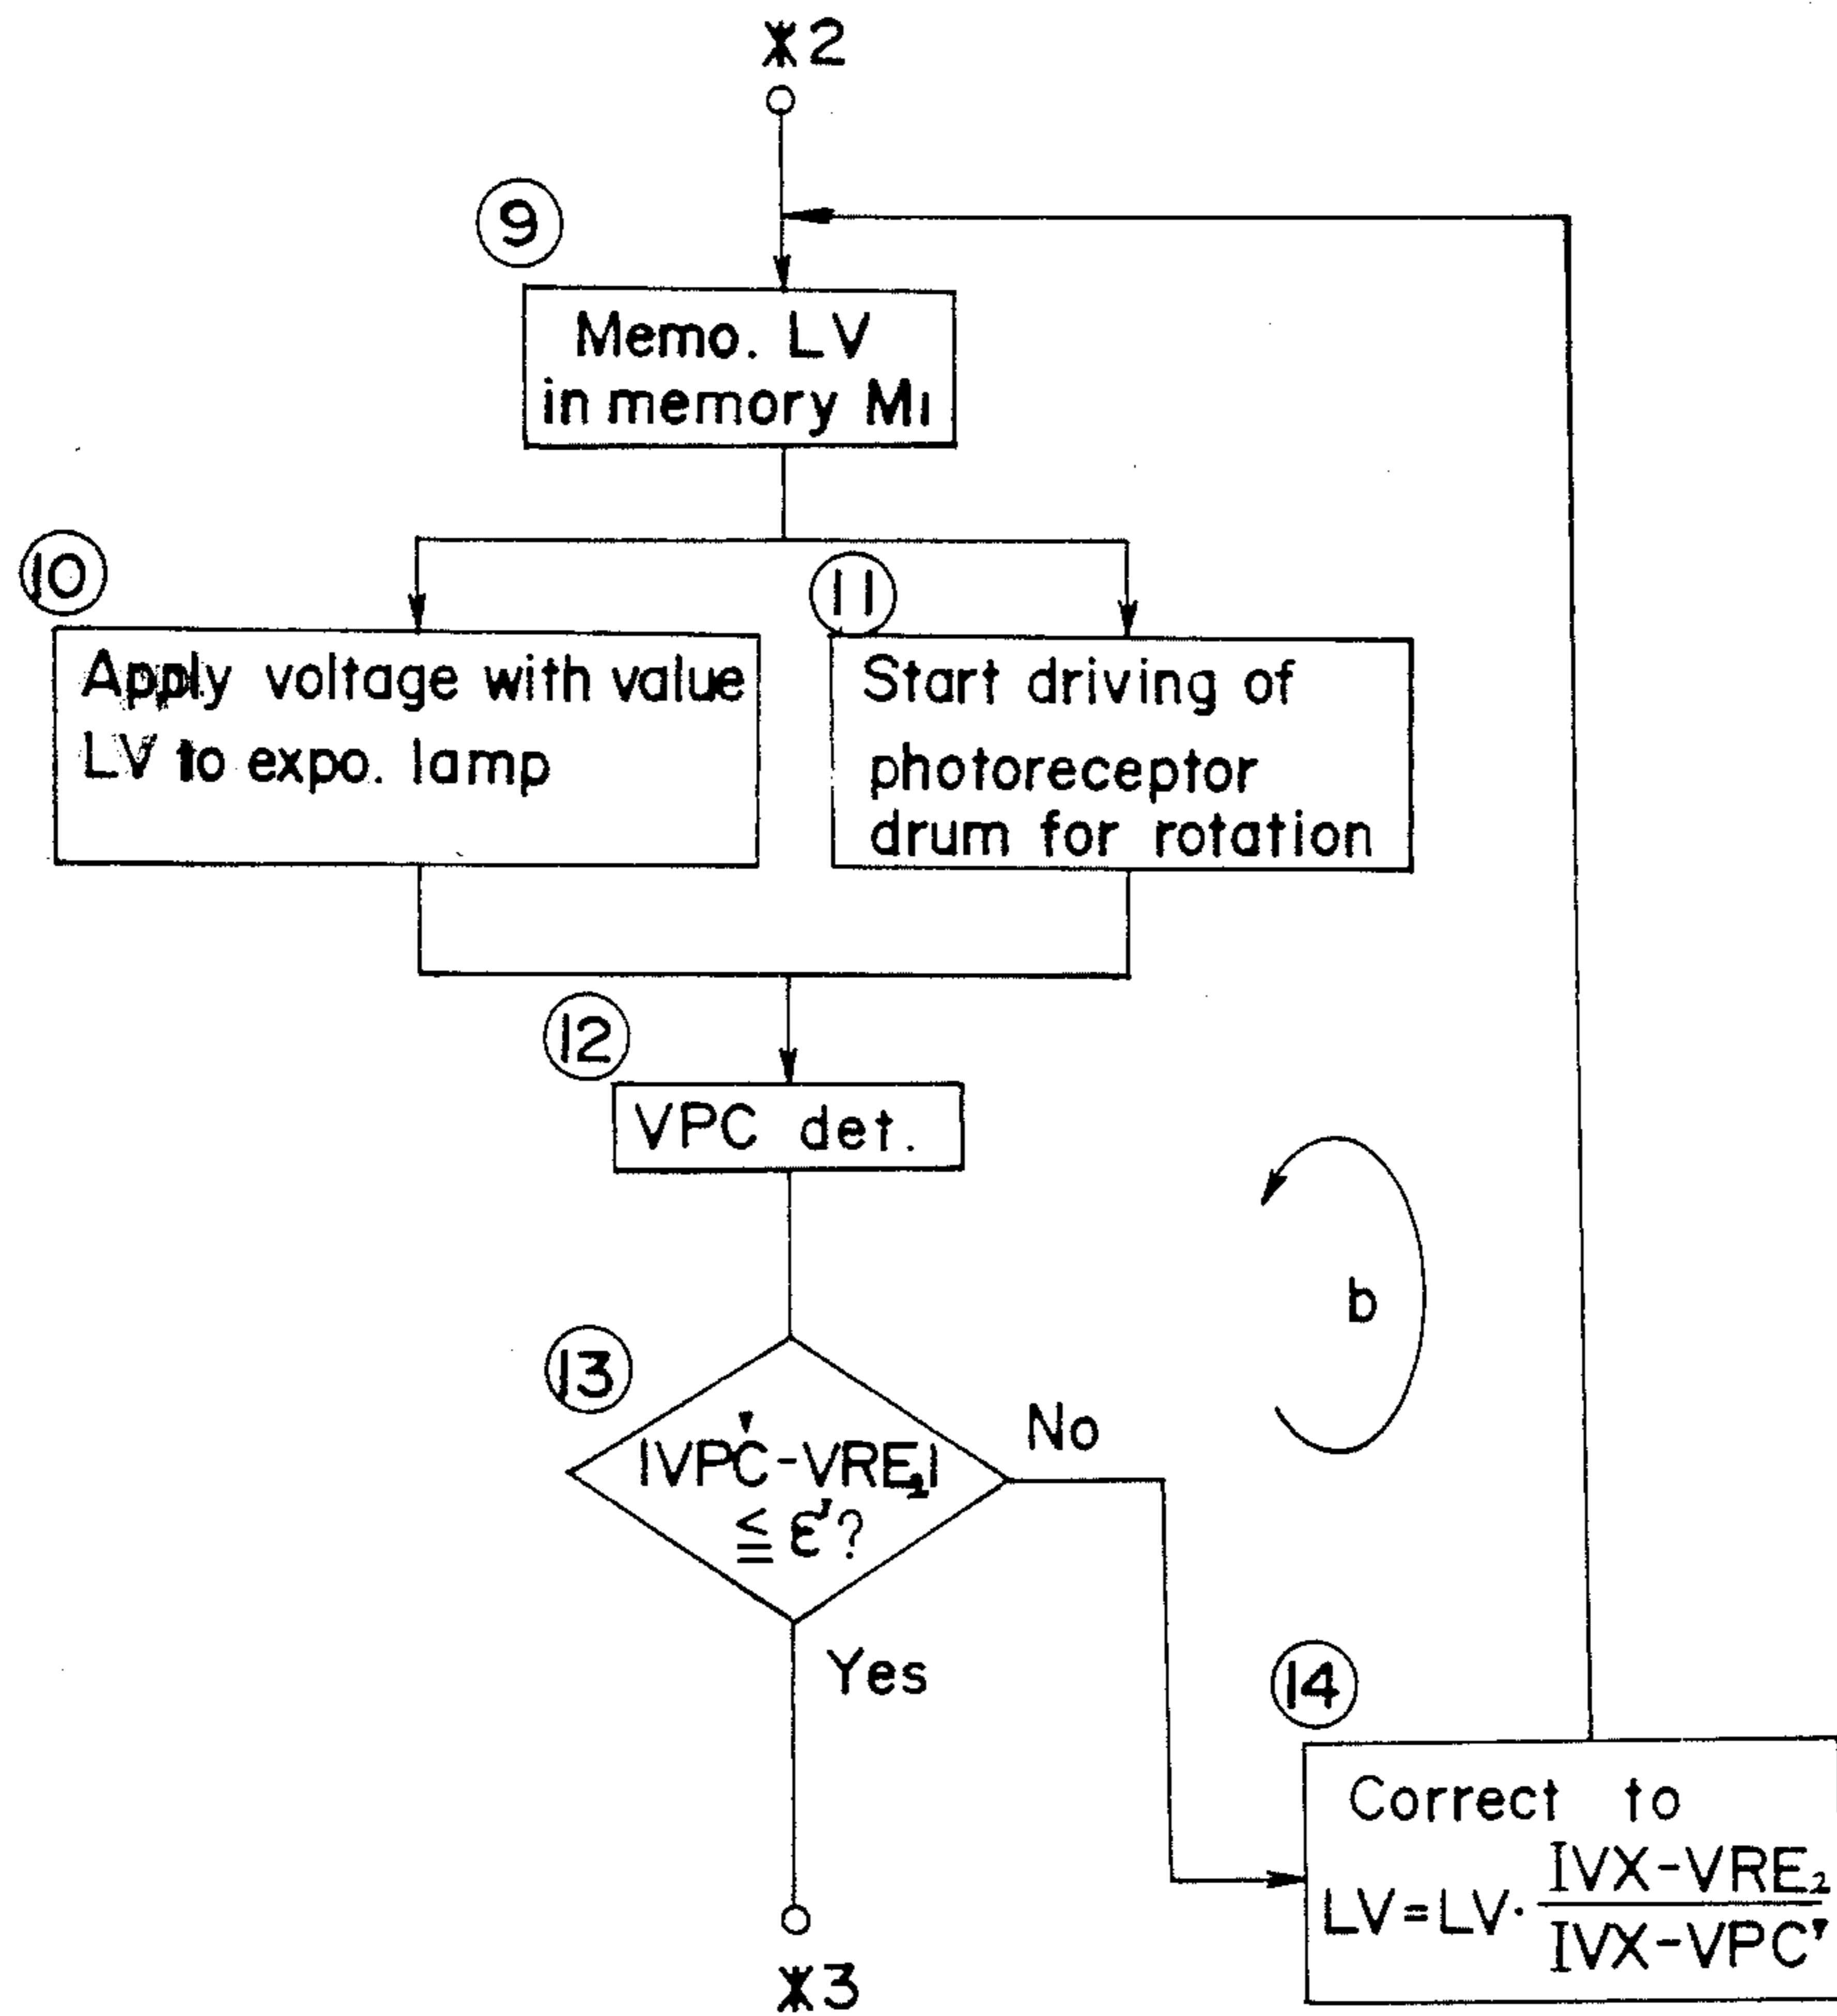 ※2
9
Memo. LV
in memory M1
10
Apply voltage with value
LV to expo. lamp
11
Start driving of
photoreceptor
drum for rotation
12
VPC det.
13
|VPC'-VRE2|
≦ ε'?
No
Yes
b
14
Correct to
LV=LV· IVX-VRE2
IVX-VPC'
※3